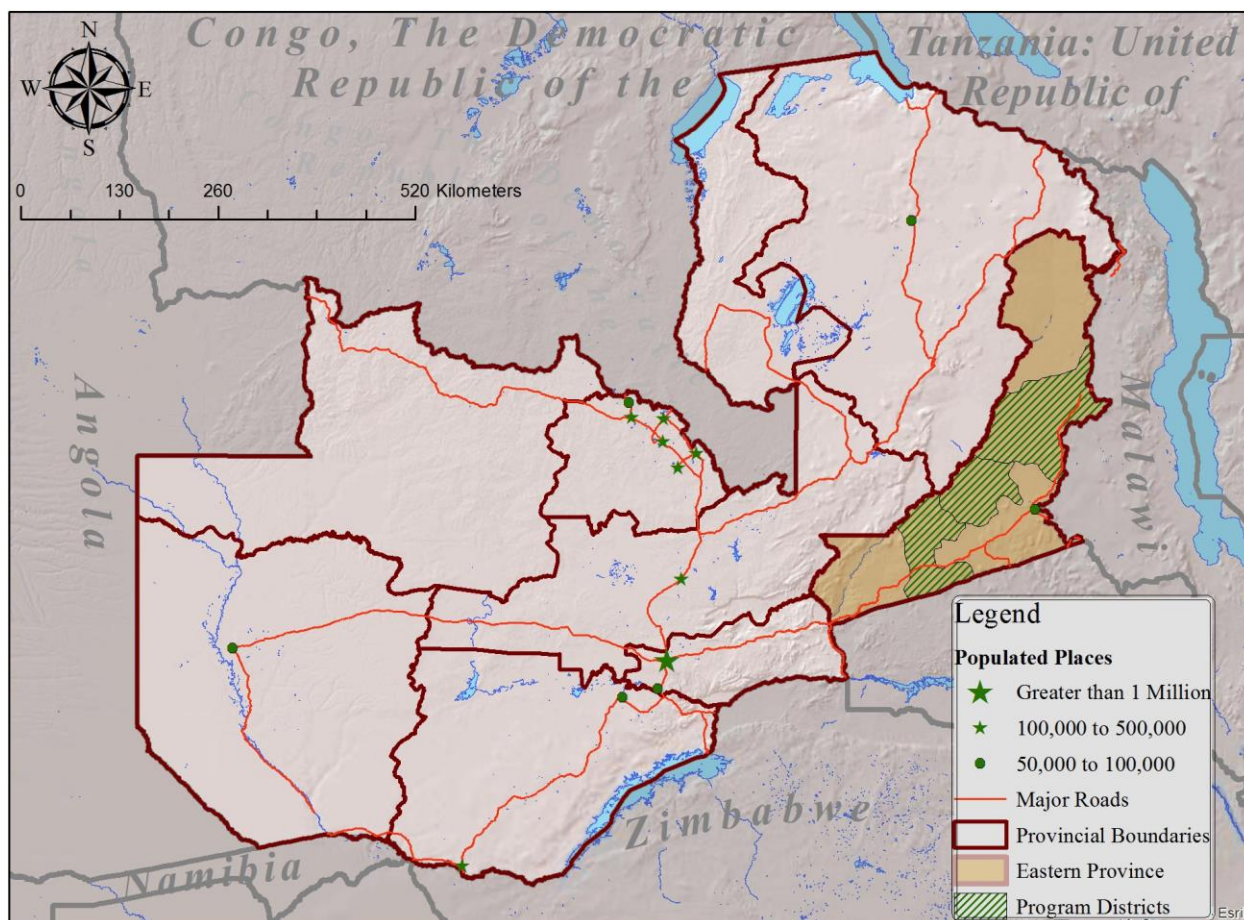 Congo, The Democratic
Republic of the
Tanzania: United
Republic of
N
W
E
S
0
130
260
520 Kilometers
Angola
Malawi
Zimbabwe
Namibia
Legend
Populated Places
Greater than 1 Million
100,000 to 500,000
50,000 to 100,000
Major Roads
Provincial Boundaries
Eastern Province
Program Districts
Esri